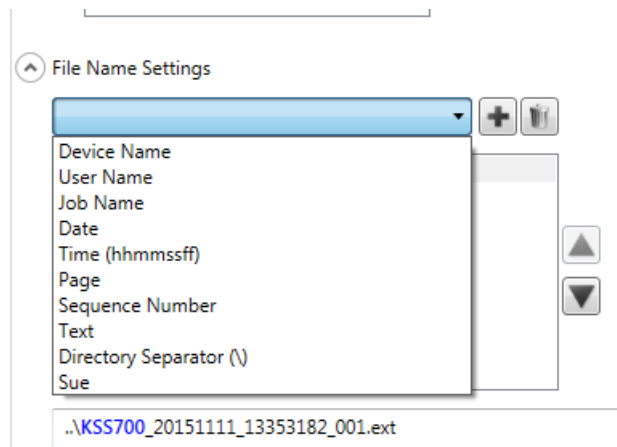 File Name Settings
Device Name
User Name
Job Name
Date
Time (hhmmssff)
Page
Sequence Number
Text
Directory Separator (\)
Sue
..\KSS700_20151111_13353182_001.ext